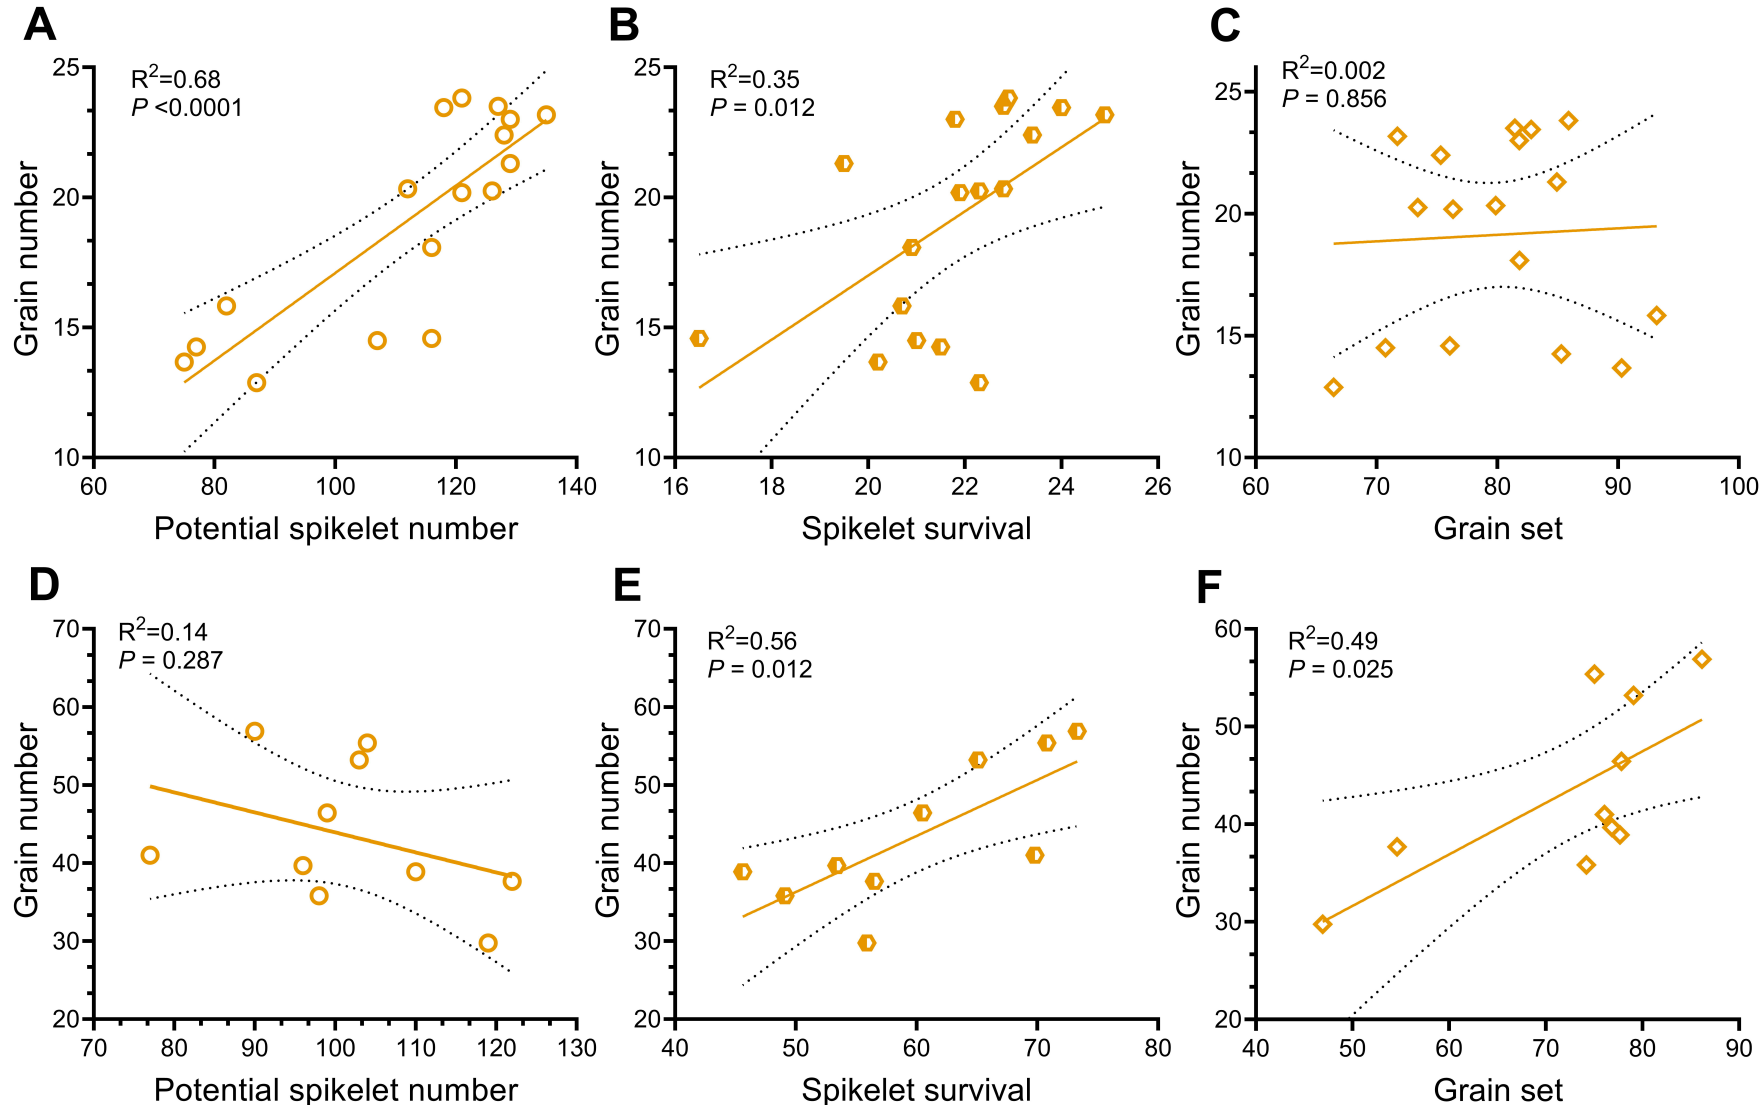 A
R²=0.68
P <0.0001
25
20
15
10
60 80 100 120 140
Grain number
Potential spikelet number
B
R²=0.35
P = 0.012
25
20
15
10
16 18 20 22 24 26
Grain number
Spikelet survival
C
R²=0.002
P = 0.856
25
20
15
10
60 70 80 90 100
Grain number
Grain set
D
R²=0.14
P = 0.287
70
60
50
40
30
20
70 80 90 100 110 120 130
Grain number
Potential spikelet number
E
R²=0.56
P = 0.012
70
60
50
40
30
20
40 50 60 70 80
Grain number
Spikelet survival
F
R²=0.49
P = 0.025
60
50
40
30
20
40 50 60 70 80 90
Grain number
Grain set